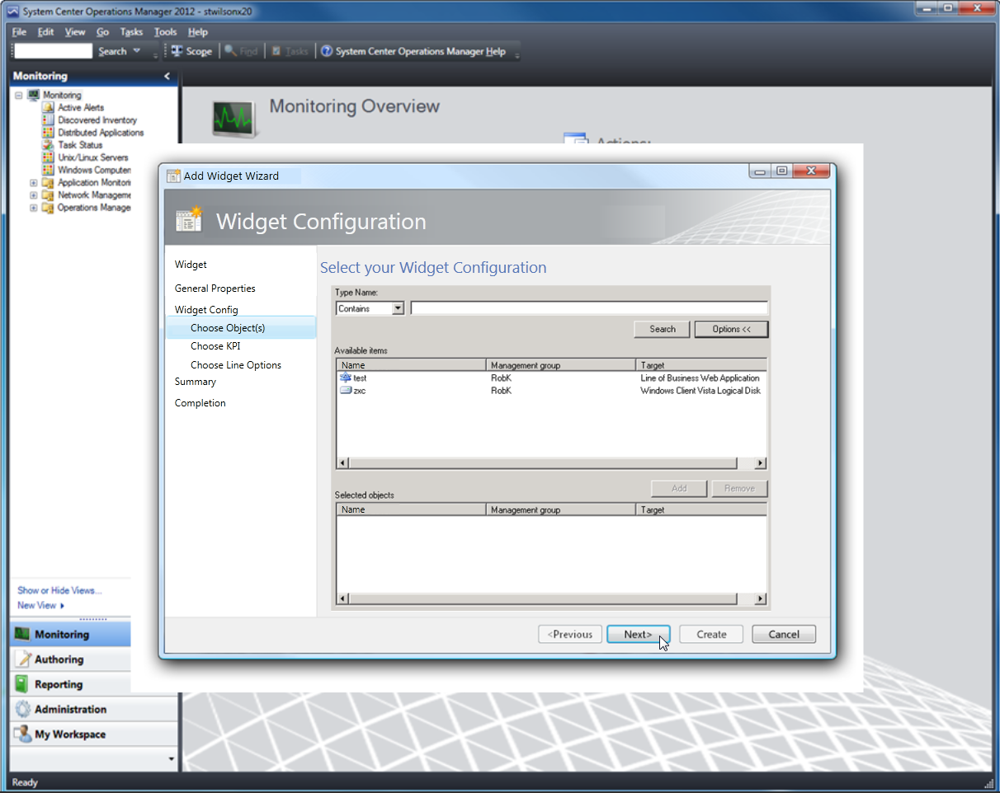 System Center Operations Manager 2012 - stwilsonx20
File Edit View Go Tasks Tools Help
Search Scope Find Tasks System Center Operations Manager Help
Monitoring
Monitoring
Active Alerts
Discovered Inventory
Distributed Applications
Task Status
Unix/Linux Servers
Windows Computer
Application Monitori
Network Manageme
Operations Manage
Show or Hide Views...
New View
Monitoring
Authoring
Reporting
Administration
My Workspace
Ready
Monitoring Overview
Actions:
Add Widget Wizard
Widget Configuration
Widget
General Properties
Widget Config
Choose Object(s)
Choose KPI
Choose Line Options
Summary
Completion
Select your Widget Configuration
Type Name:
Contains
Search Options <<
Available items
Name Management group Target
test RobK Line of Business Web Application
zxc RobK Windows Client Vista Logical Disk
Add Remove
Selected objects
Name Management group Target
<Previous Next> Create Cancel